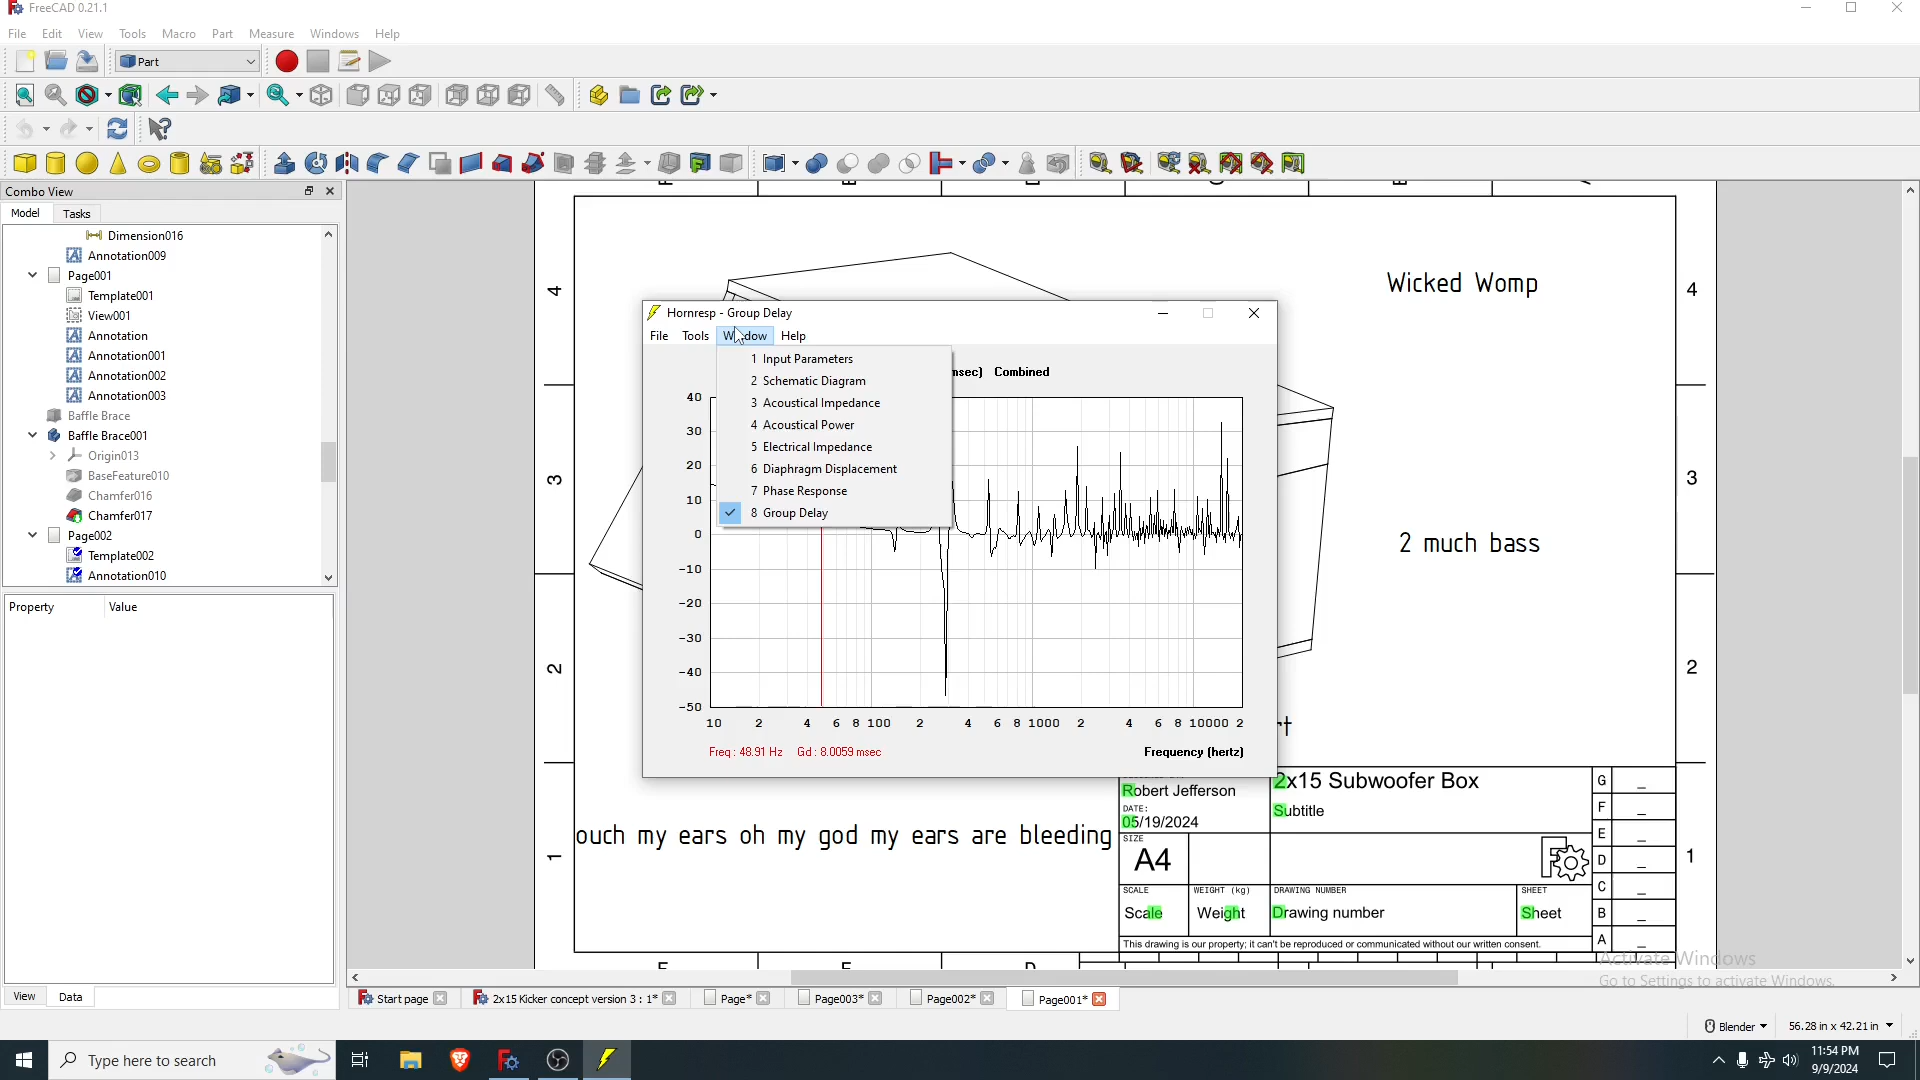 FreeCAD 0.21.1
File Edit View Tools Macro Part Measure Windows Help
Part
Combo View
Model Tasks
Dimension016
Annotation009
Page001
Template001
View001
Annotation
Annotation001
Annotation002
Annotation003
Baffle Brace
Baffle Brace001
Origin013
BaseFeature010
Chamfer016
Chamfer017
Page002
Template002
Annotation010
Property Value
View Data
4
3
2
1
Wicked Womp
4
3
2 much bass
2
1
Hornresp - Group Delay
File Tools Window Help
1 Input Parameters
2 Schematic Diagram
3 Acoustical Impedance
4 Acoustical Power
5 Electrical Impedance
6 Diaphragm Displacement
7 Phase Response
8 Group Delay
Combined
40
30
20
10
0
-10
-20
-30
-40
-50
10 2 4 6 8 100 2 4 6 8 1000 2 4 6 8 10000 2
Freq : 48.91 Hz Gd : 8.0059 msec
Frequency (hertz)
ouch my ears oh my god my ears are bleeding
Robert Jefferson
DATE:
05/19/2024
2x15 Subwoofer Box
Subtitle
SIZE
A4
SCALE
Scale
WEIGHT (kg)
Weight
DRAWING NUMBER
Drawing number
SHEET
Sheet
G _
F _
E _
D _
C _
B _
A _
This drawing is our property; it can't be reproduced or communicated without our written consent.
Activate Windows
Go to Settings to activate Windows.
Start page 2x15 Kicker concept version 3 : 1* Page* Page003* Page002* Page001*
Blender 56.28 in x 42.21 in
Type here to search
11:54 PM
9/9/2024